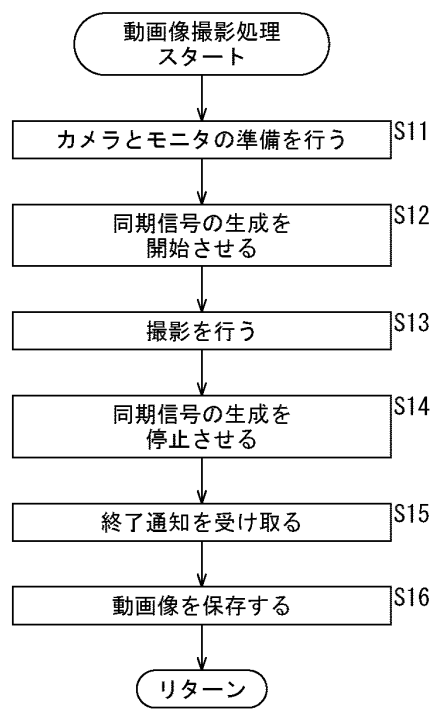 動画像撮影処理
スタート
S11
カメラとモニタの準備を行う
S12
同期信号の生成を
開始させる
S13
撮影を行う
S14
同期信号の生成を
停止させる
S15
終了通知を受け取る
S16
動画像を保存する
リターン